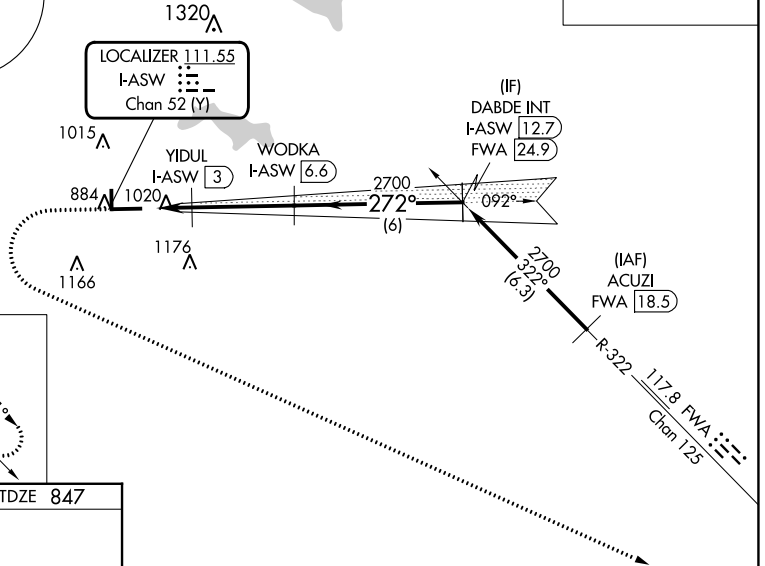 1320
LOCALIZER 111.55
I-ASW
Chan 52 (Y)
(IF)
DABDE INT
I-ASW 12.7
FWA 24.9
1015
YIDUL
I-ASW 3
WODKA
I-ASW 6.6
884
1020
2700
272°
(6)
092°
1176
1166
2700
322°
(6.3)
(IAF)
ACUZI
FWA 18.5
R-322
117.8 FWA
Chan 125
°
TDZE 847